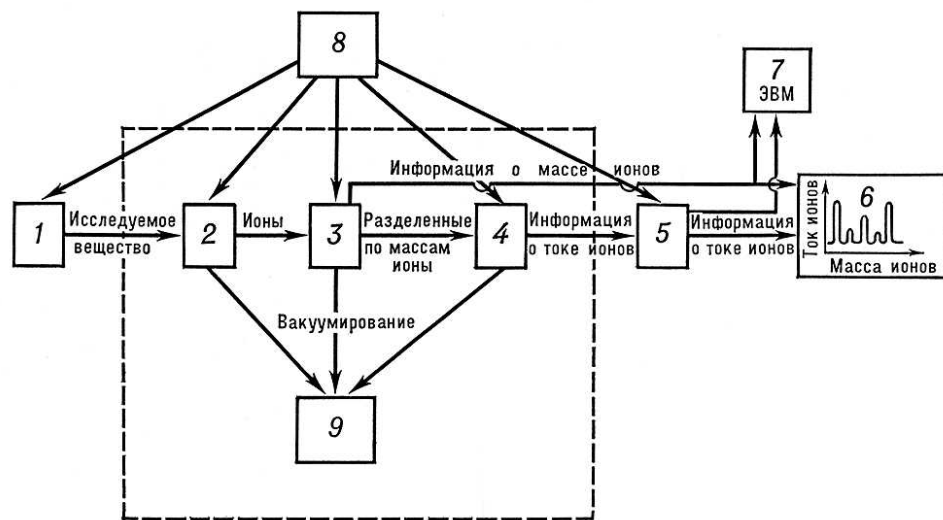 8
7
ЭВМ
Информация о массе ионов
1
Исследуемое
вещество
2
Ионы
3
Разделенные
по массам
ионы
4
Информация
о токе ионов
5
Информация
о токе ионов
6
Ток ионов
Масса ионов
Вакуумирование
9